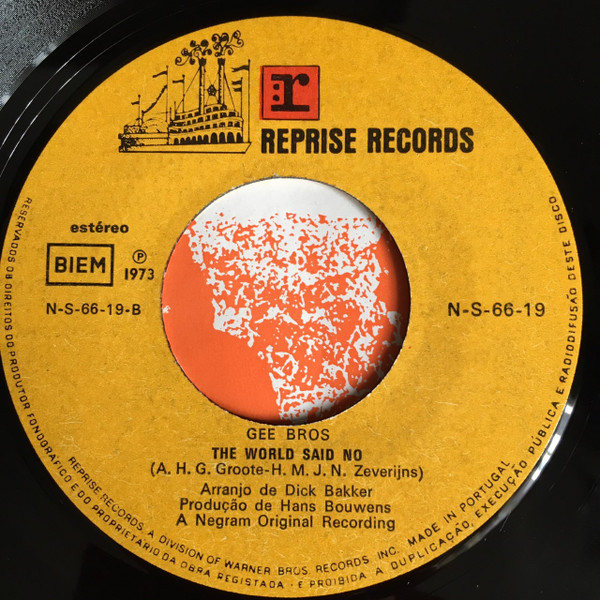 r
REPRISE RECORDS
estéreo
BIEM
Ⓟ
1973
N-S-66-19-B
N-S-66-19
GEE BROS
THE WORLD SAID NO
(A. H. G. Groote-H. M. J. N. Zeverijns)
Arranjo de Dick Bakker
Produção de Hans Bouwens
A Negram Original Recording
REPRISE RECORDS, A DIVISION OF WARNER BROS. RECORDS INC. MADE IN PORTUGAL
RESERVADOS OS DIREITOS DO PRODUTOR FONOGRÁFICO E DO PROPRIETÁRIO DA OBRA REGISTADA - É PROIBIDA A DUPLICAÇÃO, EXECUÇÃO PÚBLICA E RADIODIFUSÃO DESTE DISCO.